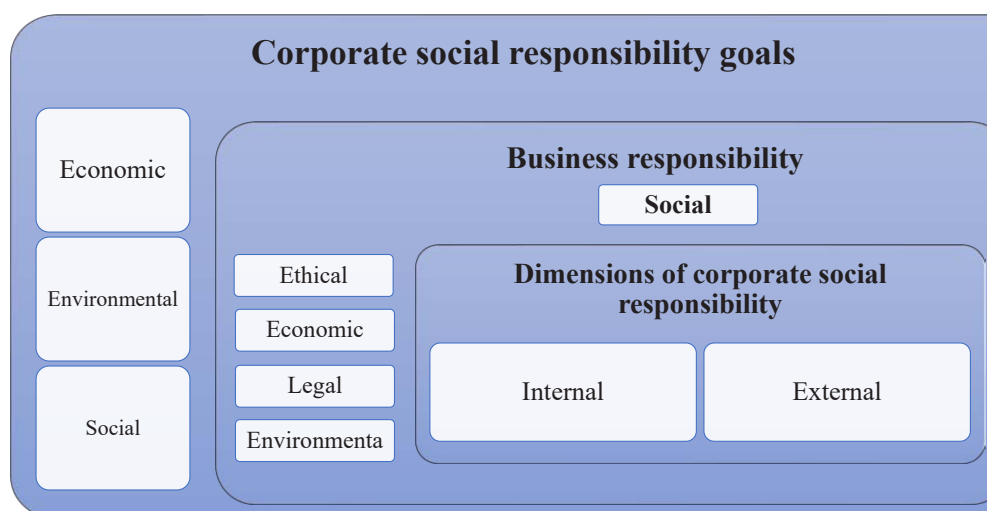 Corporate social responsibility goals
Economic
Environmental
Social
Business responsibility
Social
Ethical
Economic
Legal
Environmenta
Dimensions of corporate social
responsibility
Internal
External